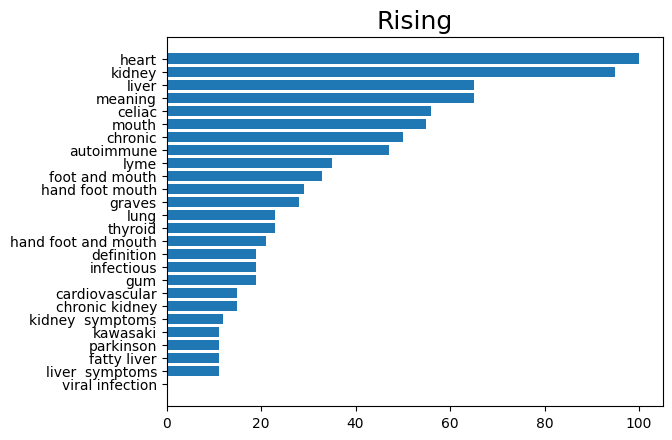 Rising
heart
kidney
liver
meaning
celiac
mouth
chronic
autoimmune
lyme
foot and mouth
hand foot mouth
graves
lung
thyroid
hand foot and mouth
definition
infectious
gum
cardiovascular
chronic kidney
kidney  symptoms
kawasaki
parkinson
fatty liver
liver  symptoms
viral infection
0 20 40 60 80 100